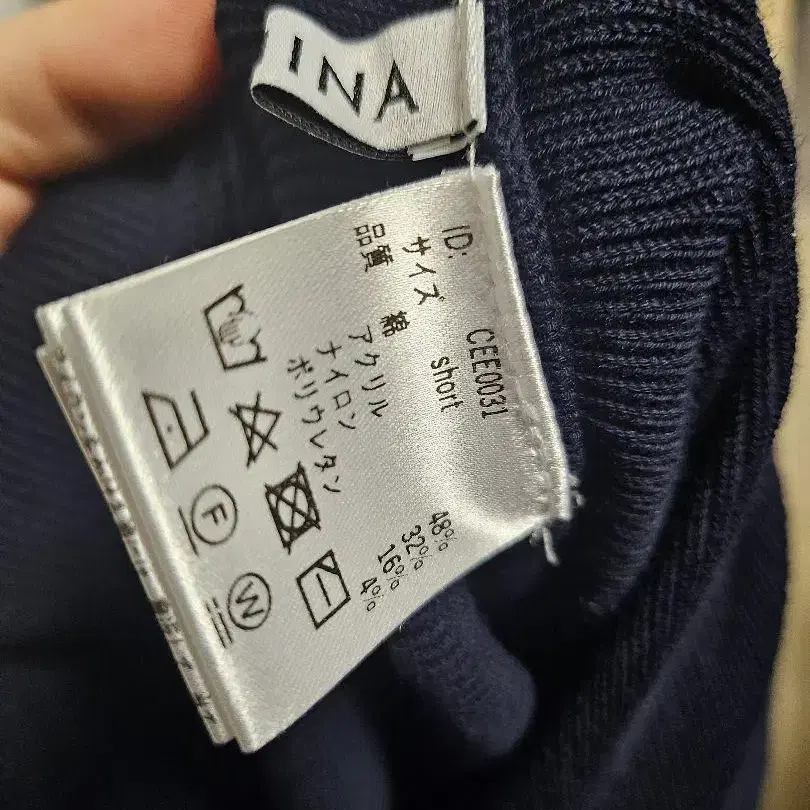 INA
ID: CEE0031
サイズ short
品質 綿 48%
アクリル 32%
ナイロン 16%
ポリウレタン 4%
F
W